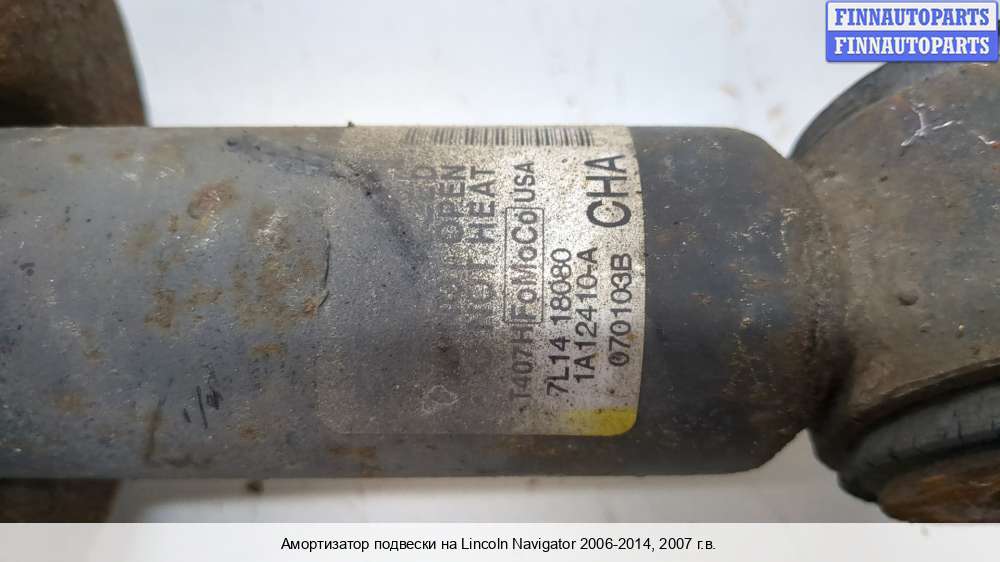 FINNAUTOPARTS
FINNAUTOPARTS
OPEN
NOT HEAT
T407H FoMoCo USA
7L14 18080
1A12410-A
070103B
CHA
Амортизатор подвески на Lincoln Navigator 2006-2014, 2007 г.в.